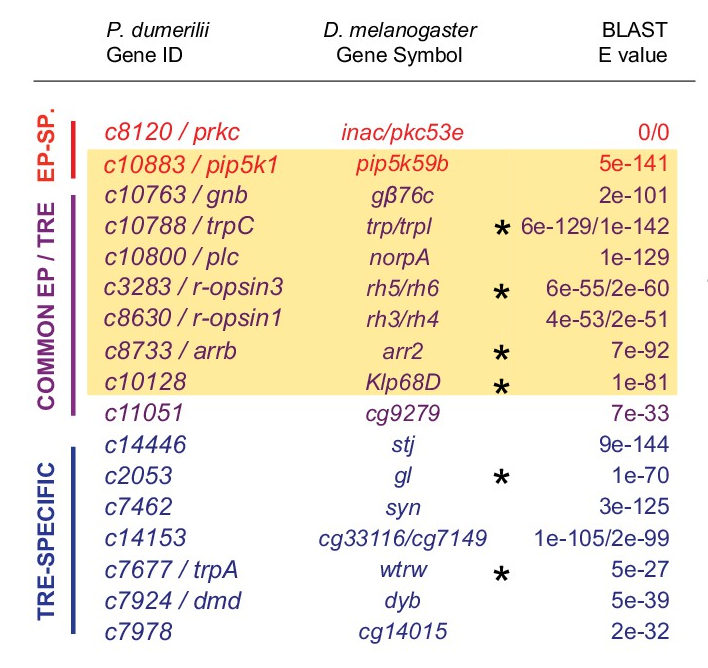 P. dumerilii D. melanogaster BLAST
Gene ID Gene Symbol E value
EP-SP.
c8120 / prkc inac/pkc53e 0/0
c10883 / pip5k1 pip5k59b 5e-141
COMMON EP / TRE
c10763 / gnb gβ76c 2e-101
c10788 / trpC trp/trpl * 6e-129/1e-142
c10800 / plc norpA 1e-129
c3283 / r-opsin3 rh5/rh6 * 6e-55/2e-60
c8630 / r-opsin1 rh3/rh4 4e-53/2e-51
c8733 / arrb arr2 * 7e-92
c10128 Klp68D * 1e-81
c11051 cg9279 7e-33
TRE-SPECIFIC
c14446 stj 9e-144
c2053 gl * 1e-70
c7462 syn 3e-125
c14153 cg33116/cg7149 1e-105/2e-99
c7677 / trpA wtrw * 5e-27
c7924 / dmd dyb 5e-39
c7978 cg14015 2e-32